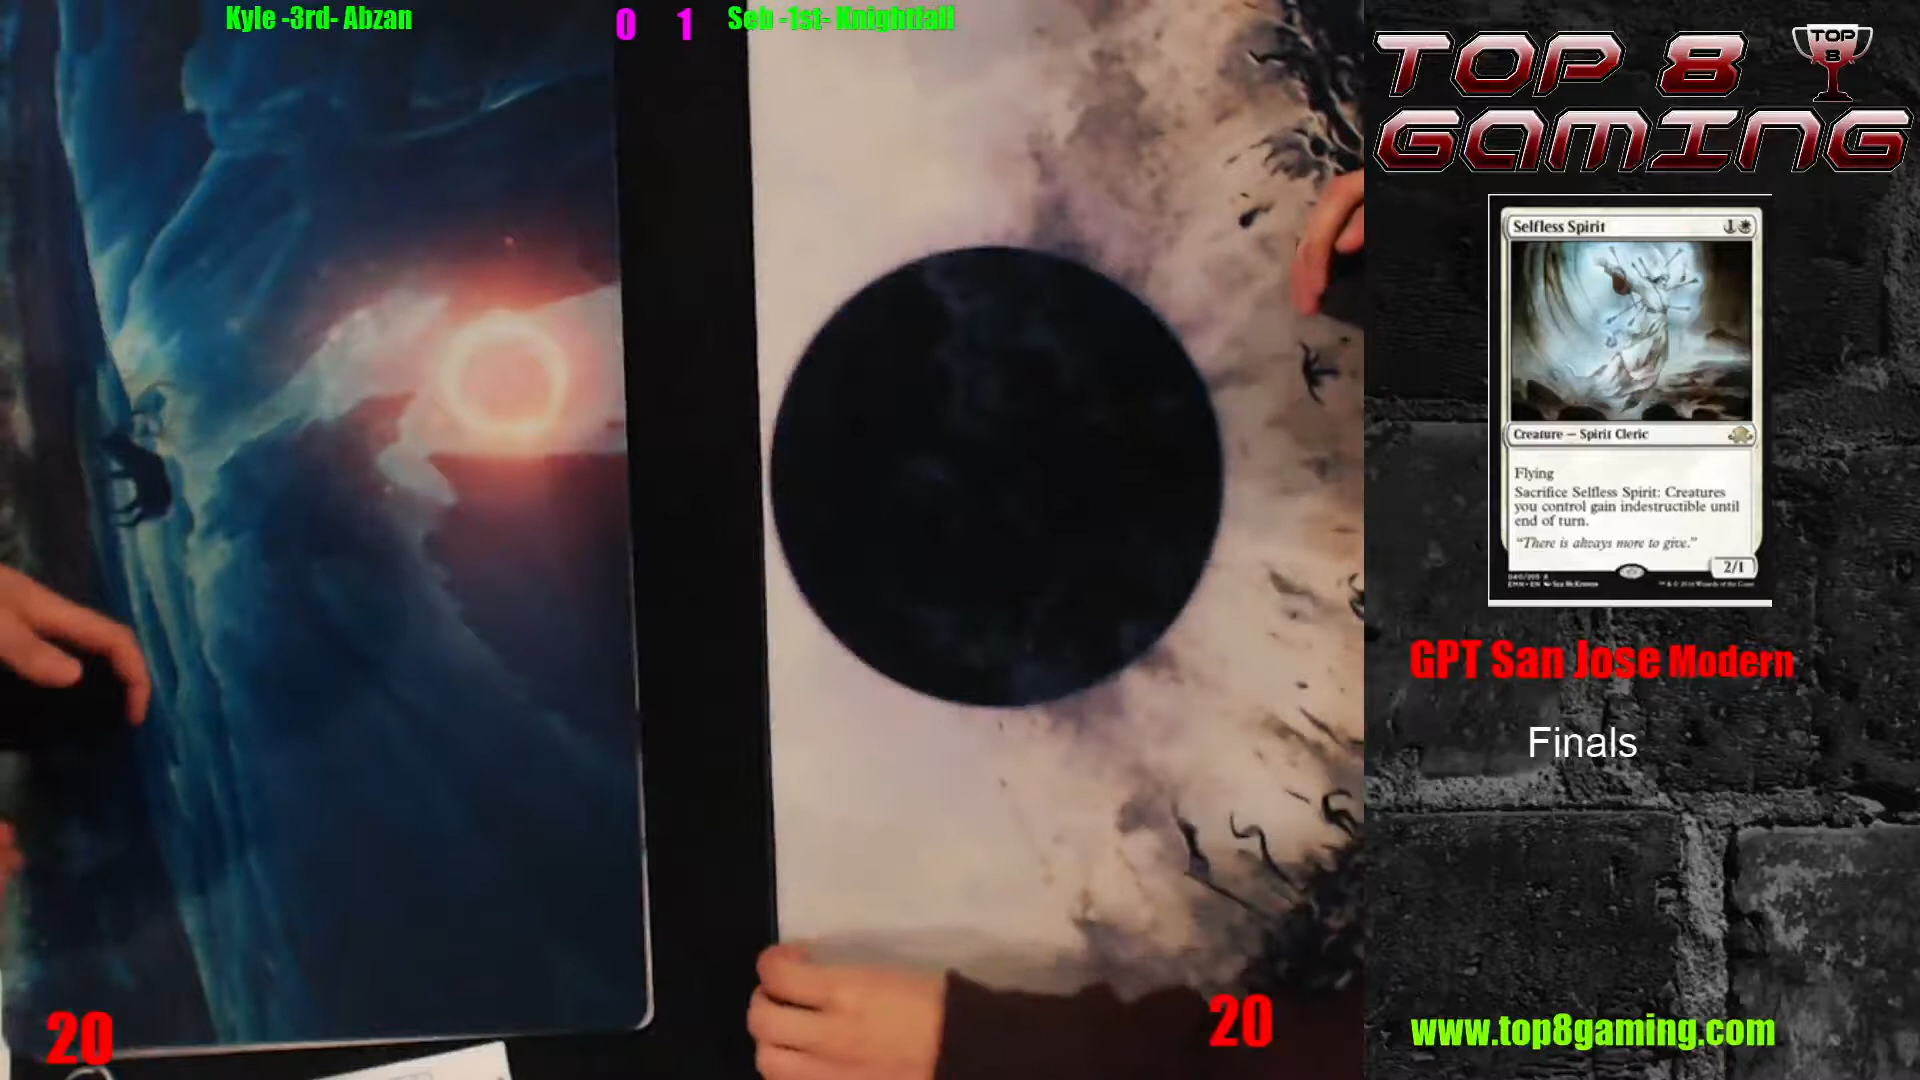 Kyle -3rd- Abzan
0 1
Seb -1st- Knightfall
TOP 8
TOP
8
GAMING
Selfless Spirit
1
Creature — Spirit Cleric
Flying
Sacrifice Selfless Spirit: Creatures
you control gain indestructible until
end of turn.
"There is always more to give."
2/1
GPT San Jose Modern
Finals
20
20
www.top8gaming.com